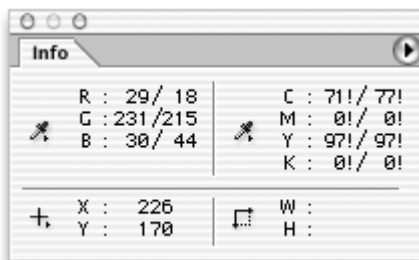 Info
R : 29/ 18
G : 231/215
B : 30/ 44
C : 71!/ 77!
M : 0!/ 0!
Y : 97!/ 97!
K : 0!/ 0!
X : 226
Y : 170
W :
H :